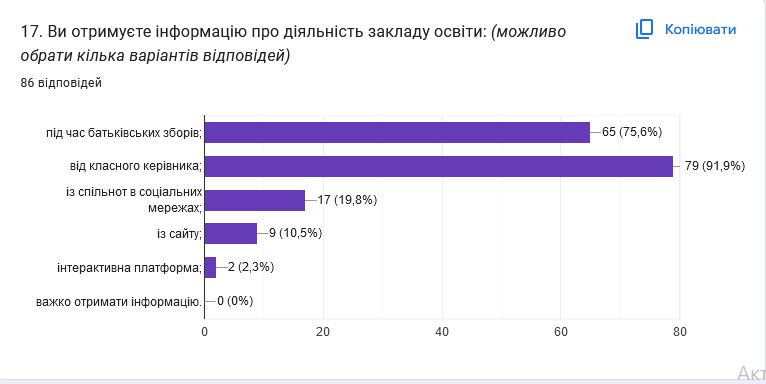 17. Ви отримуєте інформацію про діяльність закладу освіти: (можливо
обрати кілька варіантів відповідей)
Копіювати
86 відповідей
під час батьківських зборів;
65 (75,6%)
від класного керівника;
79 (91,9%)
із спільнот в соціальних
мережах;
17 (19,8%)
із сайту;
9 (10,5%)
інтерактивна платформа;
2 (2,3%)
важко отримати інформацію.
0 (0%)
0 20 40 60 80
Акт